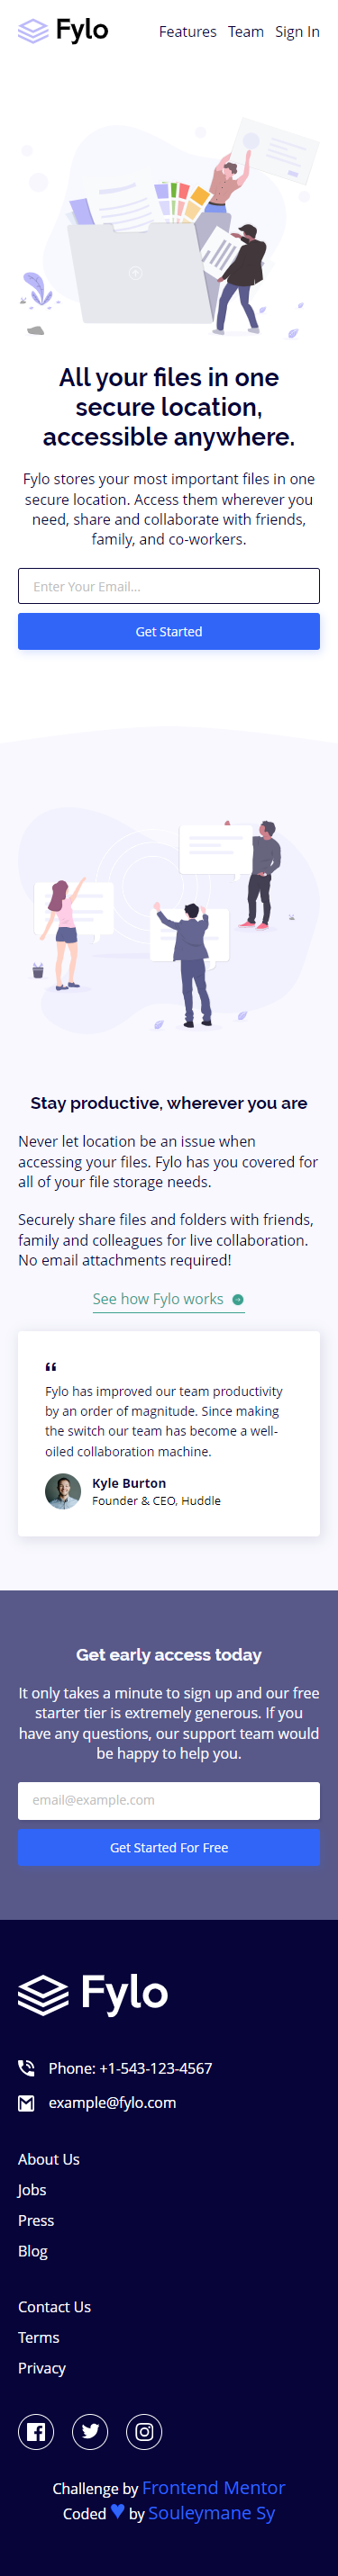 Fylo Features Team Sign In
All your files in one
secure location,
accessible anywhere.
Fylo stores your most important files in one
secure location. Access them wherever you
need, share and collaborate with friends,
family, and co-workers.
Enter Your Email...
Get Started
Stay productive, wherever you are
Never let location be an issue when
accessing your files. Fylo has you covered for
all of your file storage needs.
Securely share files and folders with friends,
family and colleagues for live collaboration.
No email attachments required!
See how Fylo works
“
Fylo has improved our team productivity
by an order of magnitude. Since making
the switch our team has become a well-
oiled collaboration machine.
Kyle Burton
Founder & CEO, Huddle
Get early access today
It only takes a minute to sign up and our free
starter tier is extremely generous. If you
have any questions, our support team would
be happy to help you.
email@example.com
Get Started For Free
Fylo
Phone: +1-543-123-4567
example@fylo.com
About Us
Jobs
Press
Blog
Contact Us
Terms
Privacy
Challenge by Frontend Mentor
Coded ♥ by Souleymane Sy